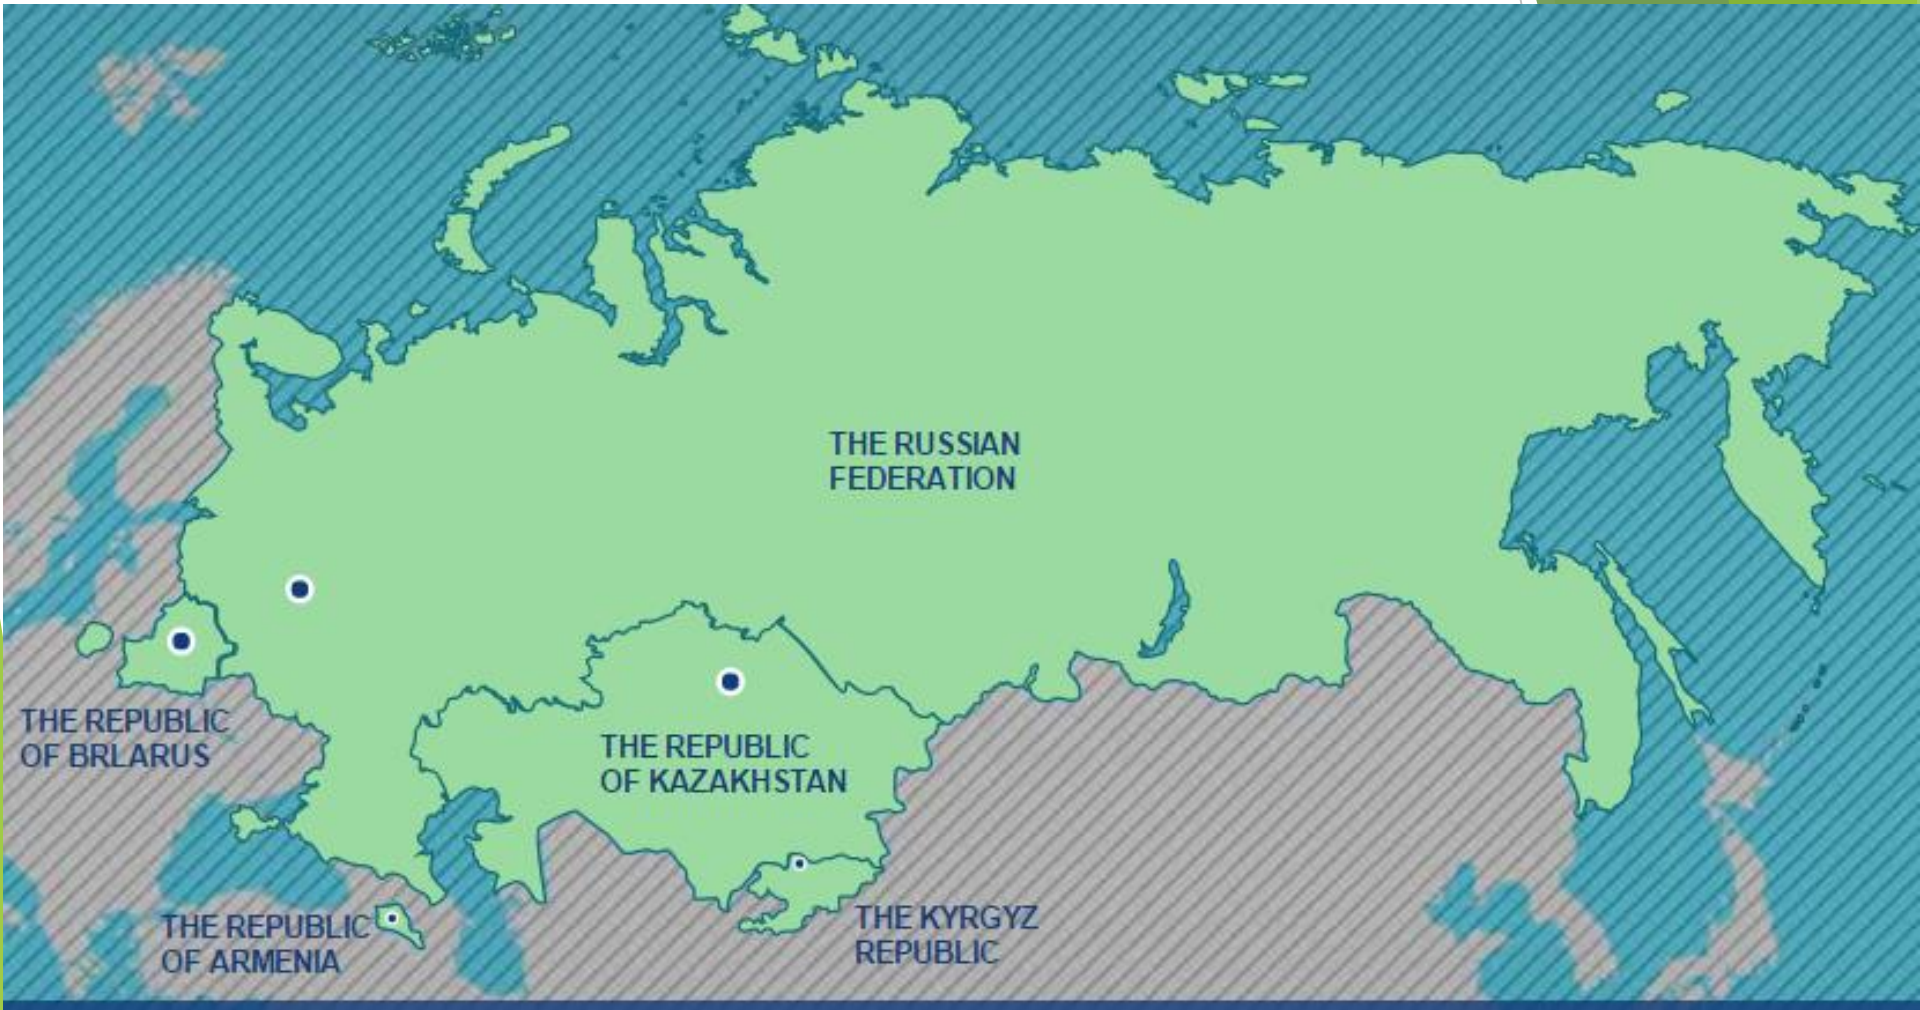 THE RUSSIAN
FEDERATION
THE REPUBLIC
OF BRLARUS
THE REPUBLIC
OF KAZAKHSTAN
THE REPUBLIC
OF ARMENIA
THE KYRGYZ
REPUBLIC